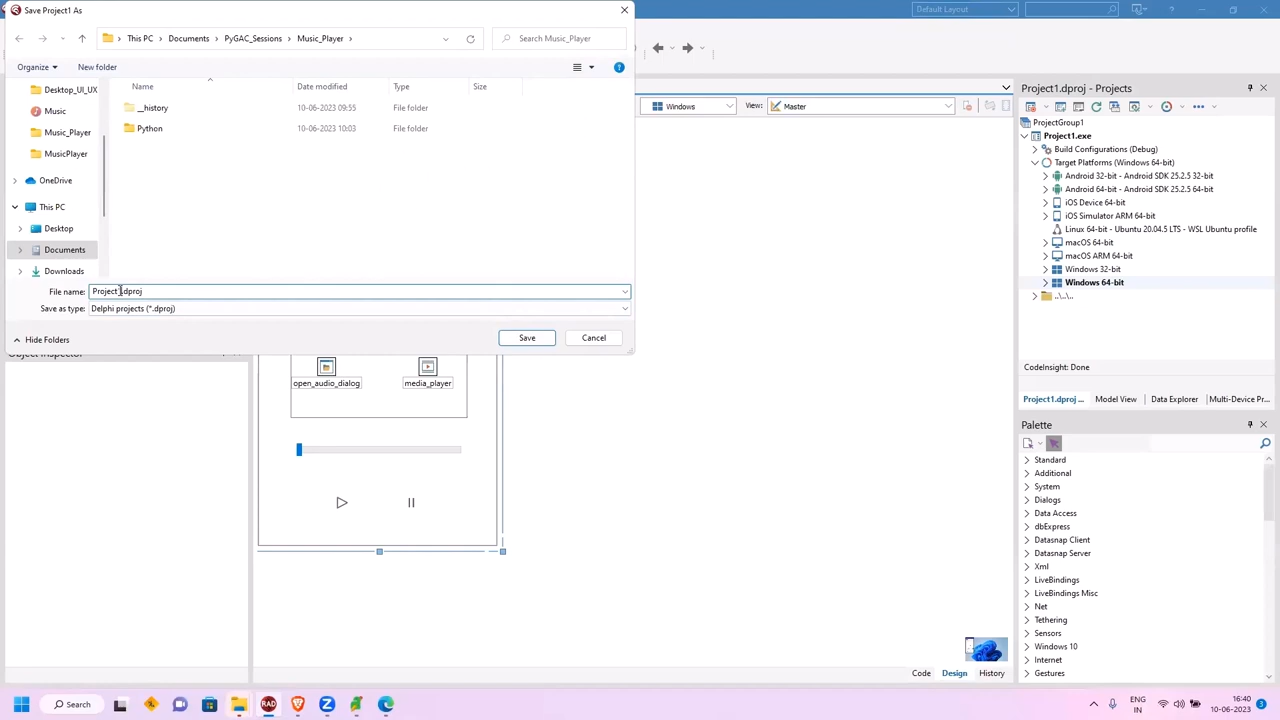 Save Project1 As
Default Layout
This PC > Documents > PyGAC_Sessions > Music_Player >
Search Music_Player
Organize
New folder
Name
Date modified
Type
Size
__history
10-06-2023 09:55
File folder
Python
10-06-2023 10:03
File folder
Desktop_UI_UX
Music
Music_Player
MusicPlayer
OneDrive
This PC
Desktop
Documents
Downloads
File name:
Project .dproj
Save as type:
Delphi projects (*.dproj)
Hide Folders
Save
Cancel
Windows
View:
Master
open_audio_dialog
media_player
Code
Design
History
Project1.dproj - Projects
ProjectGroup1
Project1.exe
Build Configurations (Debug)
Target Platforms (Windows 64-bit)
Android 32-bit - Android SDK 25.2.5 32-bit
Android 64-bit - Android SDK 25.2.5 64-bit
iOS Device 64-bit
iOS Simulator ARM 64-bit
Linux 64-bit - Ubuntu 20.04.5 LTS - WSL Ubuntu profile
macOS 64-bit
macOS ARM 64-bit
Windows 32-bit
Windows 64-bit
..\..\..
CodeInsight: Done
Project1.dproj ...
Model View
Data Explorer
Multi-Device Pr...
Palette
Standard
Additional
System
Dialogs
Data Access
dbExpress
Datasnap Client
Datasnap Server
Xml
LiveBindings
LiveBindings Misc
Net
Tethering
Sensors
Windows 10
Internet
Gestures
Search
RAD
ENG
IN
16:40
10-06-2023
3